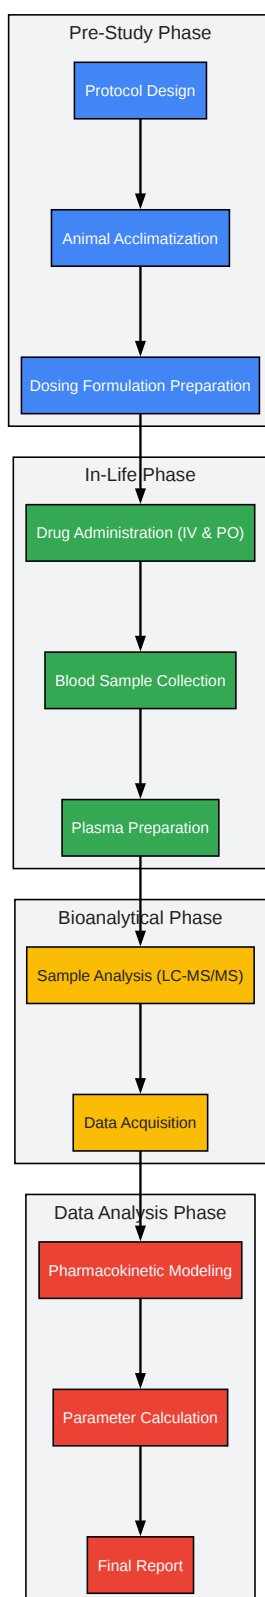 Pre-Study Phase
Protocol Design
Animal Acclimatization
Dosing Formulation Preparation
In-Life Phase
Drug Administration (IV & PO)
Blood Sample Collection
Plasma Preparation
Bioanalytical Phase
Sample Analysis (LC-MS/MS)
Data Acquisition
Data Analysis Phase
Pharmacokinetic Modeling
Parameter Calculation
Final Report